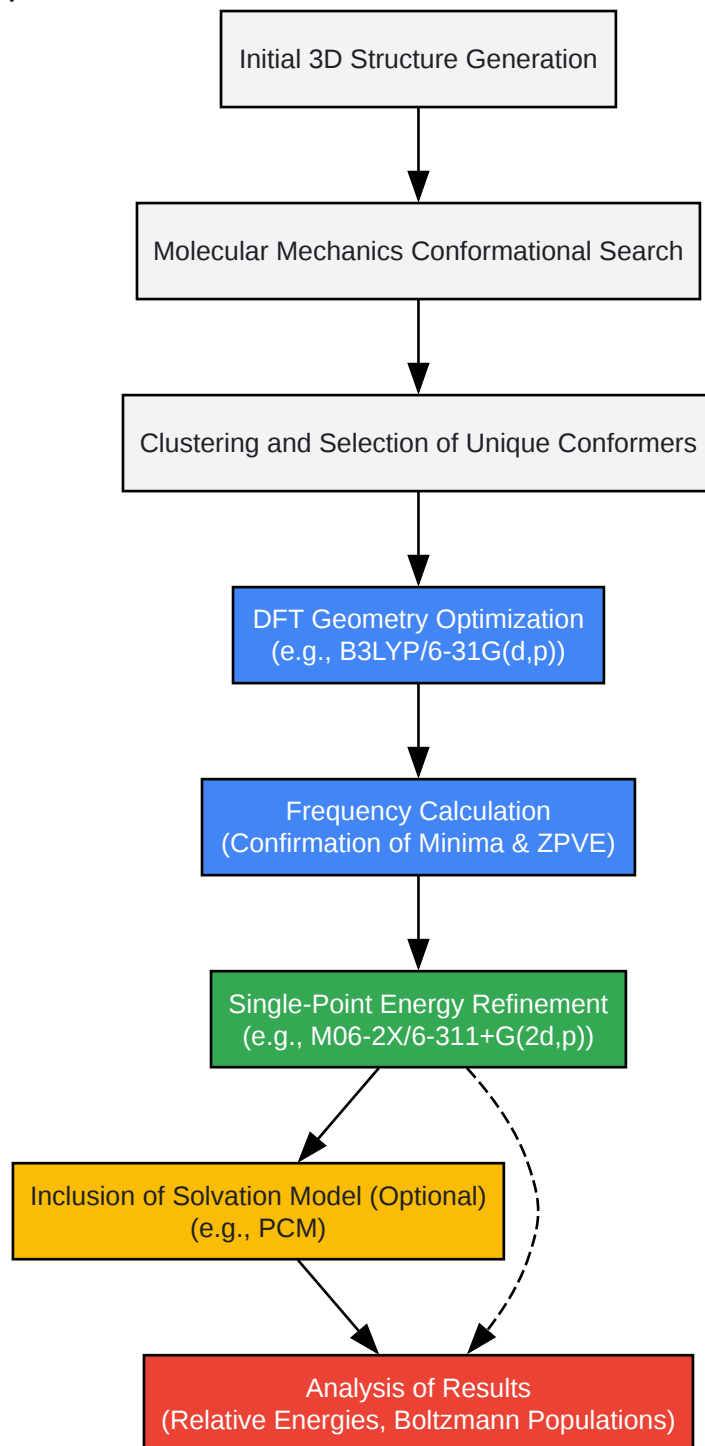 Initial 3D Structure Generation
Molecular Mechanics Conformational Search
Clustering and Selection of Unique Conformers
DFT Geometry Optimization
(e.g., B3LYP/6-31G(d,p))
Frequency Calculation
(Confirmation of Minima & ZPVE)
Single-Point Energy Refinement
(e.g., M06-2X/6-311+G(2d,p))
Inclusion of Solvation Model (Optional)
(e.g., PCM)
Analysis of Results
(Relative Energies, Boltzmann Populations)